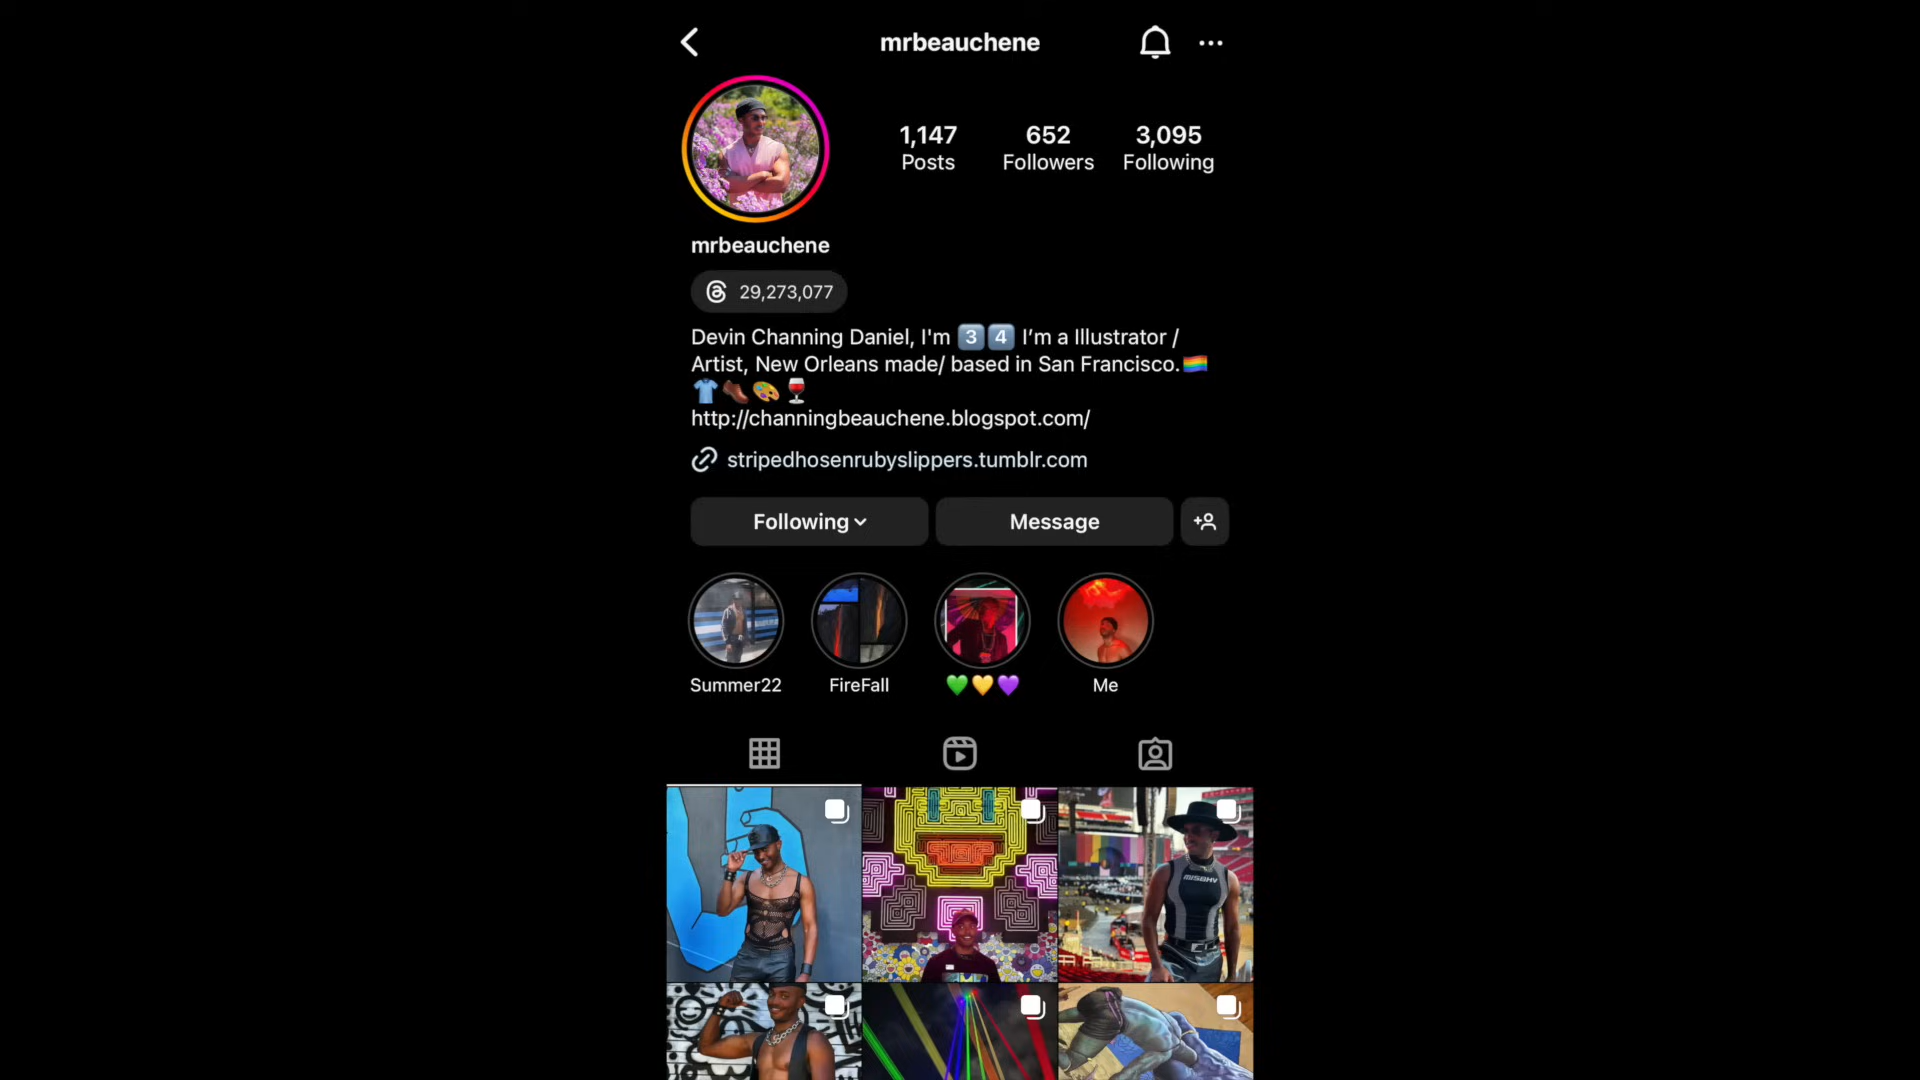 mrbeauchene
1,147 652 3,095
Posts Followers Following
mrbeauchene
29,273,077
Devin Channing Daniel, I'm 3️⃣4️⃣ I’m a Illustrator /
Artist, New Orleans made/ based in San Francisco.🏳️‍🌈
👕👞🎨🍷
http://channingbeauchene.blogspot.com/
stripedhosenrubyslippers.tumblr.com
Following Message
Summer22 FireFall 💚💛💜 Me
MISBHV